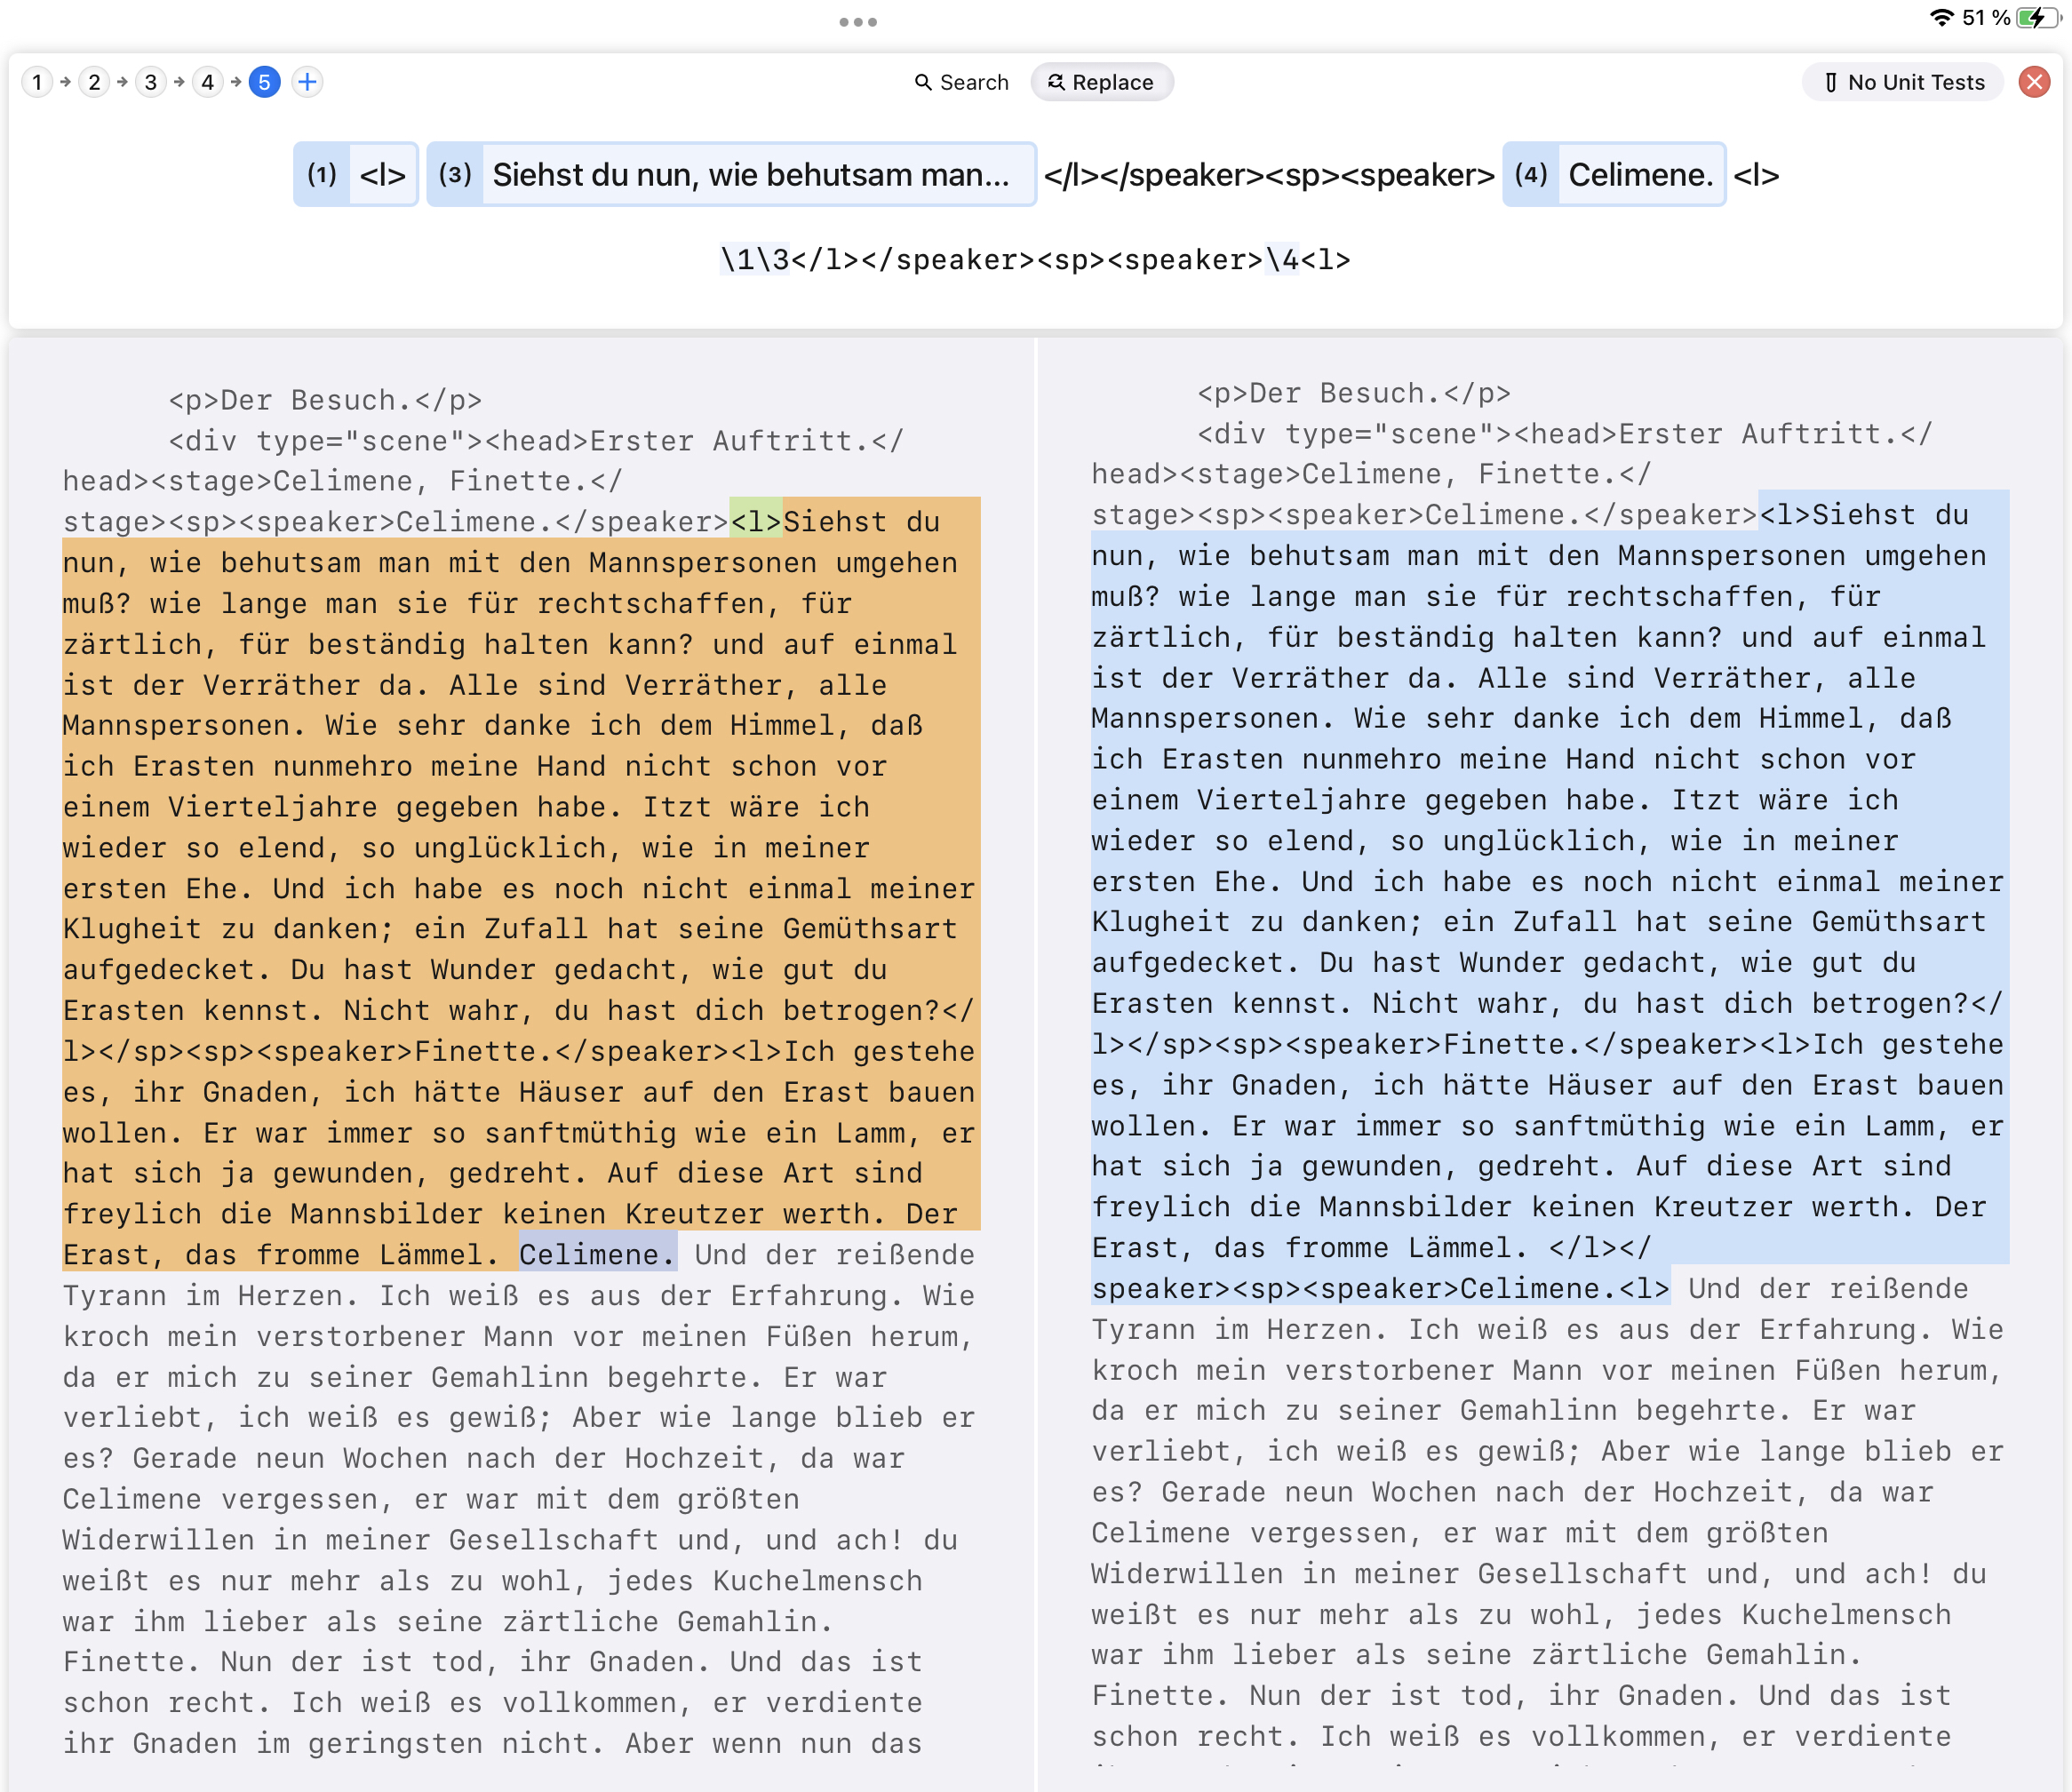 51 %
1 2 3 4 5 + Search Replace No Unit Tests
(1) <l> (3) Siehst du nun, wie behutsam man... </l></speaker><sp><speaker> (4) Celimene. <l>
\1\3</l></speaker><sp><speaker>\4<l>
<p>Der Besuch.</p>
<div type="scene"><head>Erster Auftritt.</
head><stage>Celimene, Finette.</
stage><sp><speaker>Celimene.</speaker><l>Siehst du
nun, wie behutsam man mit den Mannspersonen umgehen
muß? wie lange man sie für rechtschaffen, für
zärtlich, für beständig halten kann? und auf einmal
ist der Verräther da. Alle sind Verräther, alle
Mannspersonen. Wie sehr danke ich dem Himmel, daß
ich Erasten nunmehro meine Hand nicht schon vor
einem Vierteljahre gegeben habe. Itzt wäre ich
wieder so elend, so unglücklich, wie in meiner
ersten Ehe. Und ich habe es noch nicht einmal meiner
Klugheit zu danken; ein Zufall hat seine Gemüthsart
aufgedecket. Du hast Wunder gedacht, wie gut du
Erasten kennst. Nicht wahr, du hast dich betrogen?</
l></sp><sp><speaker>Finette.</speaker><l>Ich gestehe
es, ihr Gnaden, ich hätte Häuser auf den Erast bauen
wollen. Er war immer so sanftmüthig wie ein Lamm, er
hat sich ja gewunden, gedreht. Auf diese Art sind
freylich die Mannsbilder keinen Kreutzer werth. Der
Erast, das fromme Lämmel. Celimene. Und der reißende
Tyrann im Herzen. Ich weiß es aus der Erfahrung. Wie
kroch mein verstorbener Mann vor meinen Füßen herum,
da er mich zu seiner Gemahlinn begehrte. Er war
verliebt, ich weiß es gewiß; Aber wie lange blieb er
es? Gerade neun Wochen nach der Hochzeit, da war
Celimene vergessen, er war mit dem größten
Widerwillen in meiner Gesellschaft und, und ach! du
weißt es nur mehr als zu wohl, jedes Kuchelmensch
war ihm lieber als seine zärtliche Gemahlin.
Finette. Nun der ist tod, ihr Gnaden. Und das ist
schon recht. Ich weiß es vollkommen, er verdiente
ihr Gnaden im geringsten nicht. Aber wenn nun das
<p>Der Besuch.</p>
<div type="scene"><head>Erster Auftritt.</
head><stage>Celimene, Finette.</
stage><sp><speaker>Celimene.</speaker><l>Siehst du
nun, wie behutsam man mit den Mannspersonen umgehen
muß? wie lange man sie für rechtschaffen, für
zärtlich, für beständig halten kann? und auf einmal
ist der Verräther da. Alle sind Verräther, alle
Mannspersonen. Wie sehr danke ich dem Himmel, daß
ich Erasten nunmehro meine Hand nicht schon vor
einem Vierteljahre gegeben habe. Itzt wäre ich
wieder so elend, so unglücklich, wie in meiner
ersten Ehe. Und ich habe es noch nicht einmal meiner
Klugheit zu danken; ein Zufall hat seine Gemüthsart
aufgedecket. Du hast Wunder gedacht, wie gut du
Erasten kennst. Nicht wahr, du hast dich betrogen?</
l></sp><sp><speaker>Finette.</speaker><l>Ich gestehe
es, ihr Gnaden, ich hätte Häuser auf den Erast bauen
wollen. Er war immer so sanftmüthig wie ein Lamm, er
hat sich ja gewunden, gedreht. Auf diese Art sind
freylich die Mannsbilder keinen Kreutzer werth. Der
Erast, das fromme Lämmel. </l></
speaker><sp><speaker>Celimene.<l> Und der reißende
Tyrann im Herzen. Ich weiß es aus der Erfahrung. Wie
kroch mein verstorbener Mann vor meinen Füßen herum,
da er mich zu seiner Gemahlinn begehrte. Er war
verliebt, ich weiß es gewiß; Aber wie lange blieb er
es? Gerade neun Wochen nach der Hochzeit, da war
Celimene vergessen, er war mit dem größten
Widerwillen in meiner Gesellschaft und, und ach! du
weißt es nur mehr als zu wohl, jedes Kuchelmensch
war ihm lieber als seine zärtliche Gemahlin.
Finette. Nun der ist tod, ihr Gnaden. Und das ist
schon recht. Ich weiß es vollkommen, er verdiente